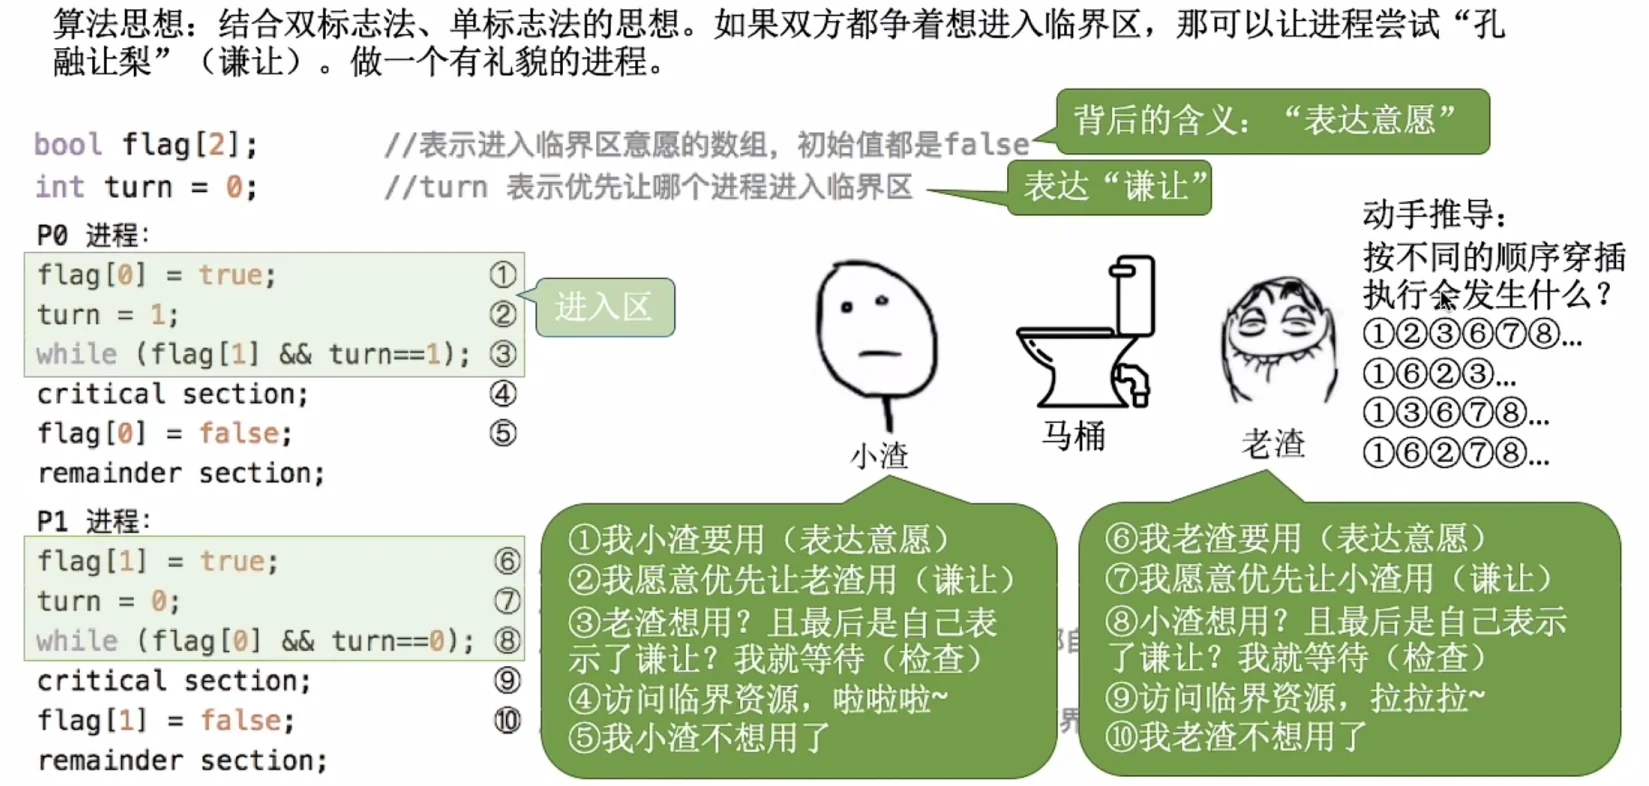 算法思想：结合双标志法、单标志法的思想。如果双方都争着想进入临界区，那可以让进程尝试“孔
融让梨”（谦让）。做一个有礼貌的进程。
背后的含义：“表达意愿”
bool flag[2]; //表示进入临界区意愿的数组，初始值都是false
int turn = 0; //turn 表示优先让哪个进程进入临界区
表达“谦让”
P0 进程：
flag[0] = true; ①
turn = 1; ②
while (flag[1] && turn==1); ③
critical section; ④
flag[0] = false; ⑤
remainder section;
进入区
P1 进程：
flag[1] = true; ⑥
turn = 0; ⑦
while (flag[0] && turn==0); ⑧
critical section; ⑨
flag[1] = false; ⑩
remainder section;
小渣
马桶
老渣
动手推导：
按不同的顺序穿插
执行会发生什么？
①②③⑥⑦⑧...
①⑥②③...
①③⑥⑦⑧...
①⑥②⑦⑧...
①我小渣要用（表达意愿）
②我愿意优先让老渣用（谦让）
③老渣想用？且最后是自己表
示了谦让？我就等待（检查）
④访问临界资源，啦啦啦~
⑤我小渣不想用了
⑥我老渣要用（表达意愿）
⑦我愿意优先让小渣用（谦让）
⑧小渣想用？且最后是自己表示
了谦让？我就等待（检查）
⑨访问临界资源，拉拉拉~
⑩我老渣不想用了